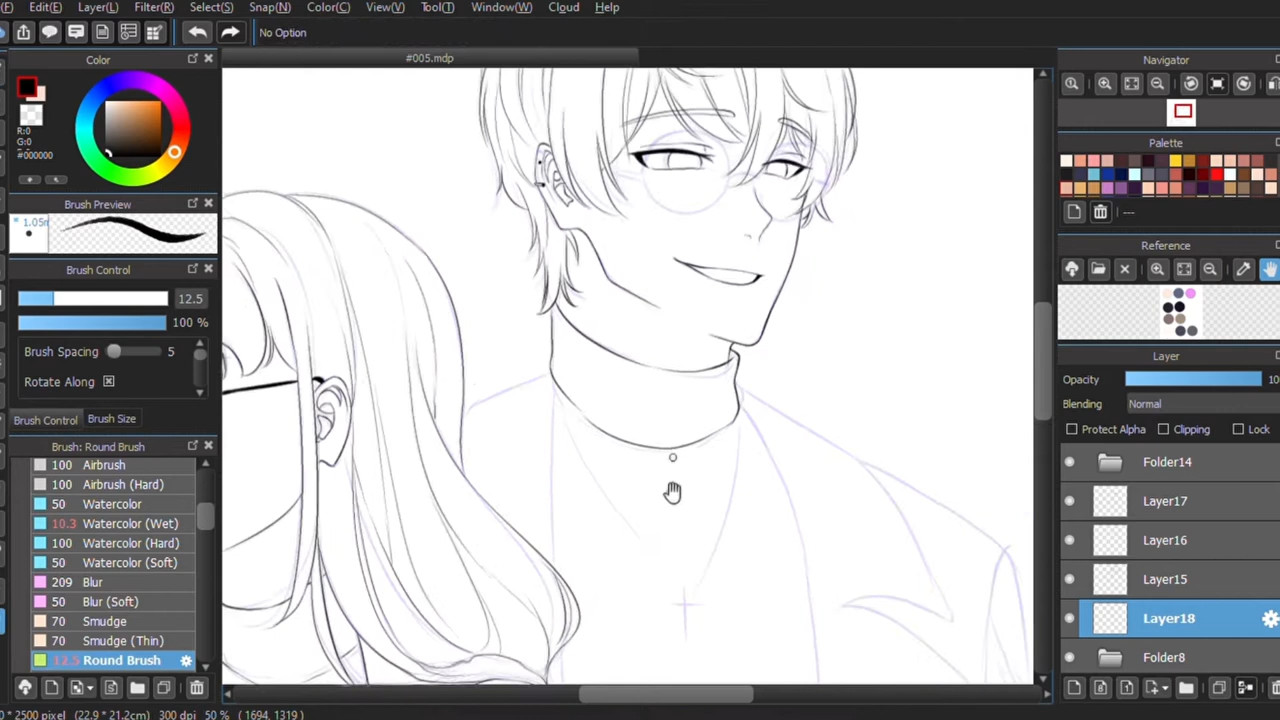 (F) Edit(E) Layer(L) Filter(R) Select(S) Snap(N) Color(C) View(V) Tool(T) Window(W) Cloud Help
No Option
#005.mdp
Color
R:0
G:0
#000000
Brush Preview
Brush Control
12.5
100 %
Brush Spacing 5
Rotate Along
Brush Control Brush Size
Brush: Round Brush
100 Airbrush
100 Airbrush (Hard)
50 Watercolor
10.3 Watercolor (Wet)
100 Watercolor (Hard)
50 Watercolor (Soft)
209 Blur
50 Blur (Soft)
70 Smudge
70 Smudge (Thin)
12.5 Round Brush
* 2500 pixel (22.9 * 21.2cm) 300 dpi 50 % (1694, 1319)
Navigator
Palette
---
Reference
Layer
Opacity 10
Blending Normal
Protect Alpha Clipping Lock
Folder14
Layer17
Layer16
Layer15
Layer18
Folder8